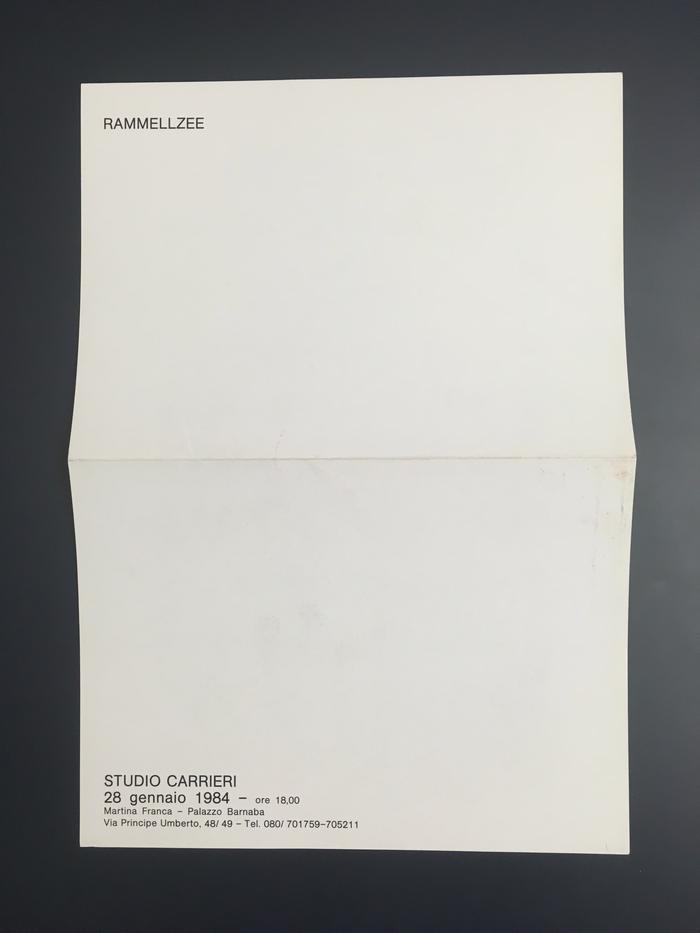 RAMMELLZEE
STUDIO CARRIERI
28 gennaio 1984 – ore 18,00
Martina Franca – Palazzo Barnaba
Via Principe Umberto, 48/ 49 – Tel. 080/ 701759–705211